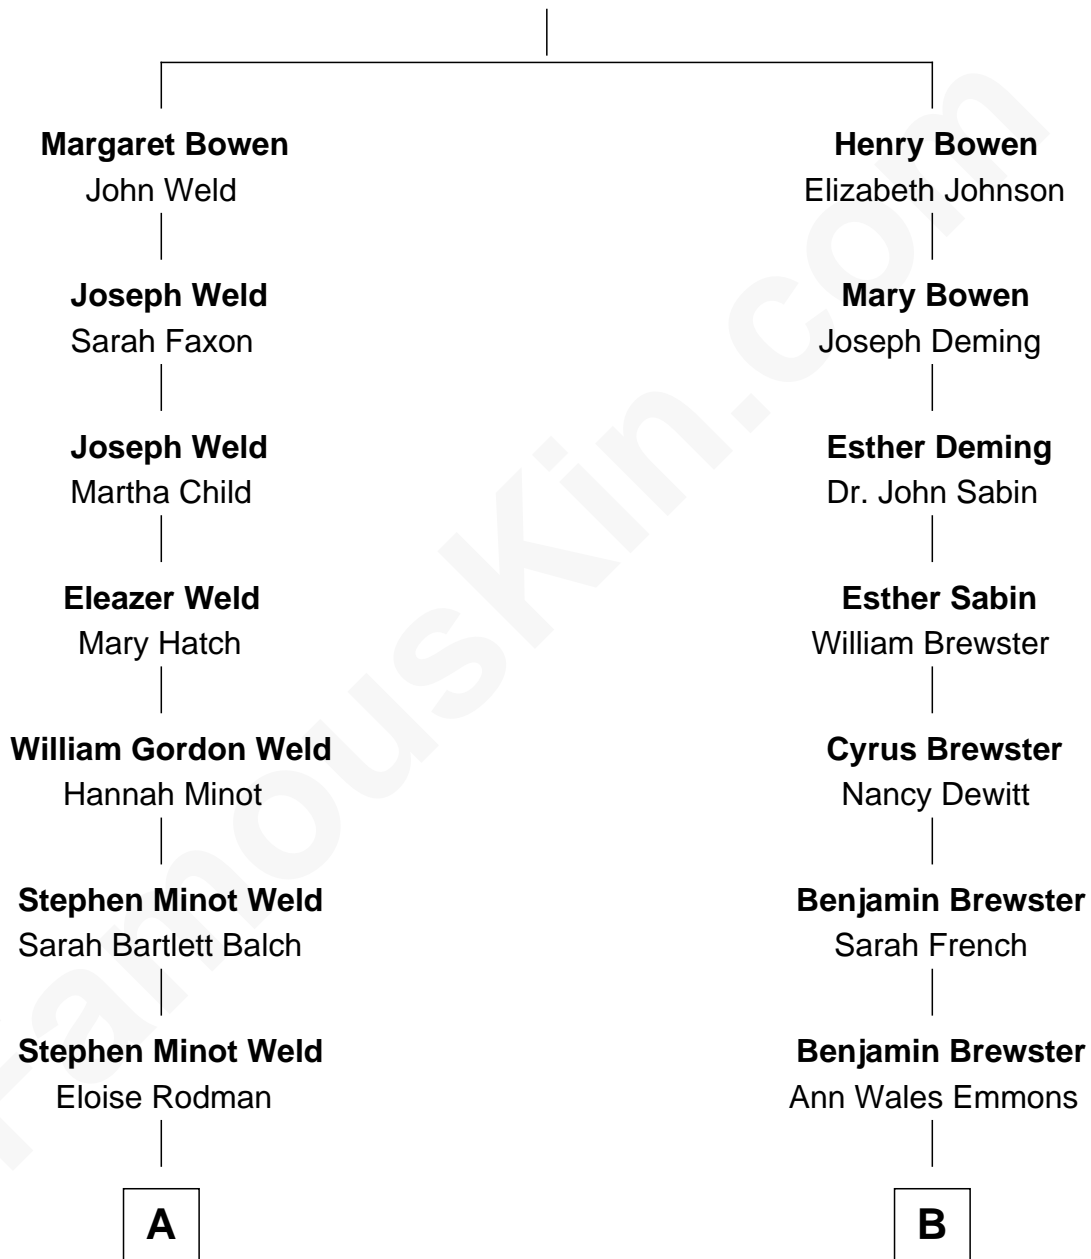 Margaret Bowen
John Weld
Joseph Weld
Sarah Faxon
Joseph Weld
Martha Child
Eleazer Weld
Mary Hatch
William Gordon Weld
Hannah Minot
Stephen Minot Weld
Sarah Bartlett Balch
Stephen Minot Weld
Eloise Rodman
A
Henry Bowen
Elizabeth Johnson
Mary Bowen
Joseph Deming
Esther Deming
Dr. John Sabin
Esther Sabin
William Brewster
Cyrus Brewster
Nancy Dewitt
Benjamin Brewster
Sarah French
Benjamin Brewster
Ann Wales Emmons
B
FamousKin.com